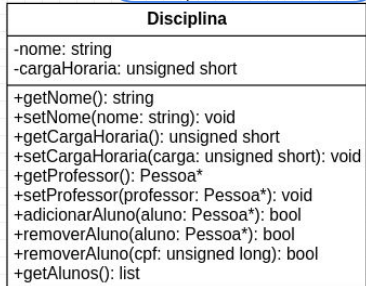 Disciplina
-nome: string
-cargaHoraria: unsigned short
+getNome(): string
+setNome(nome: string): void
+getCargaHoraria(): unsigned short
+setCargaHoraria(carga: unsigned short): void
+getProfessor(): Pessoa*
+setProfessor(professor: Pessoa*): void
+adicionarAluno(aluno: Pessoa*): bool
+removerAluno(aluno: Pessoa*): bool
+removerAluno(cpf: unsigned long): bool
+getAlunos(): list